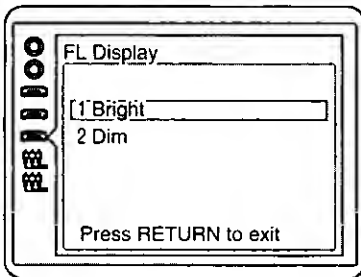 FL Display
1 Bright
2 Dim
Press RETURN to exit